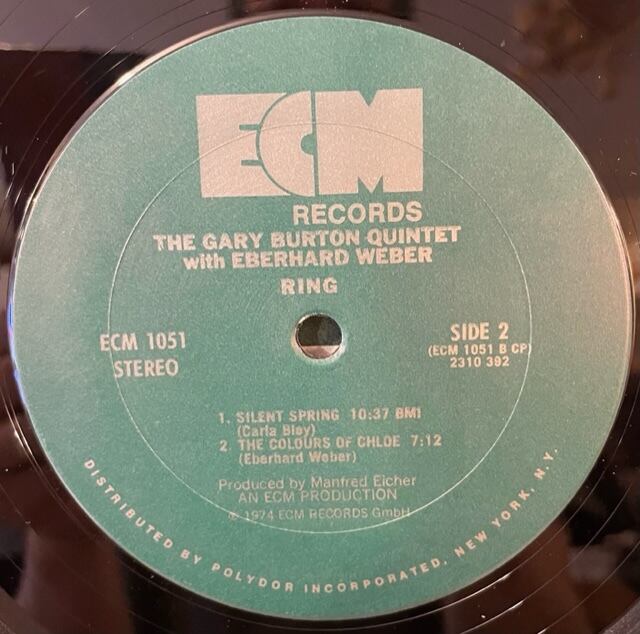 ECM
RECORDS
THE GARY BURTON QUINTET
with EBERHARD WEBER
RING
ECM 1051
STEREO
SIDE 2
(ECM 1051 B CP)
2310 392
1. SILENT SPRING 10:37 BMI
(Carla Bley)
2. THE COLOURS OF CHLOE 7:12
(Eberhard Weber)
Produced by Manfred Eicher
AN ECM PRODUCTION
℗ 1974 ECM RECORDS GmbH
DISTRIBUTED BY POLYDOR INCORPORATED, NEW YORK, N.Y.